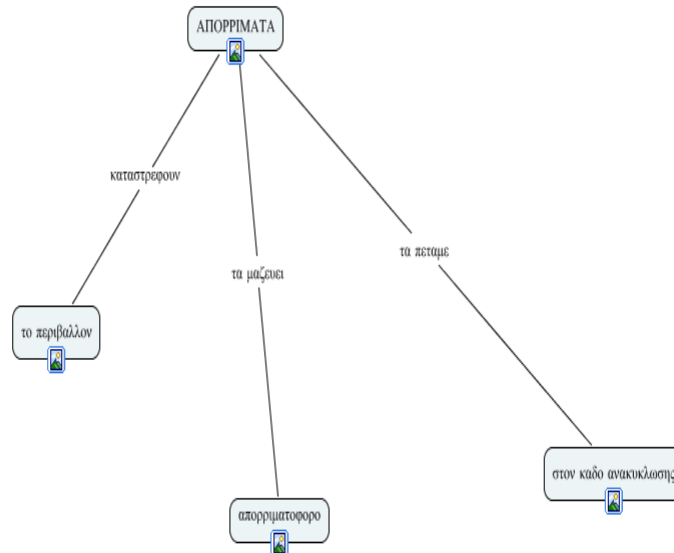 ΑΠΟΡΡΙΜΑΤΑ
καταστρεφουν
τα πεταμε
τα μαζευει
το περιβαλλον
στον καδο ανακυκλωσης
απορριματοφορο